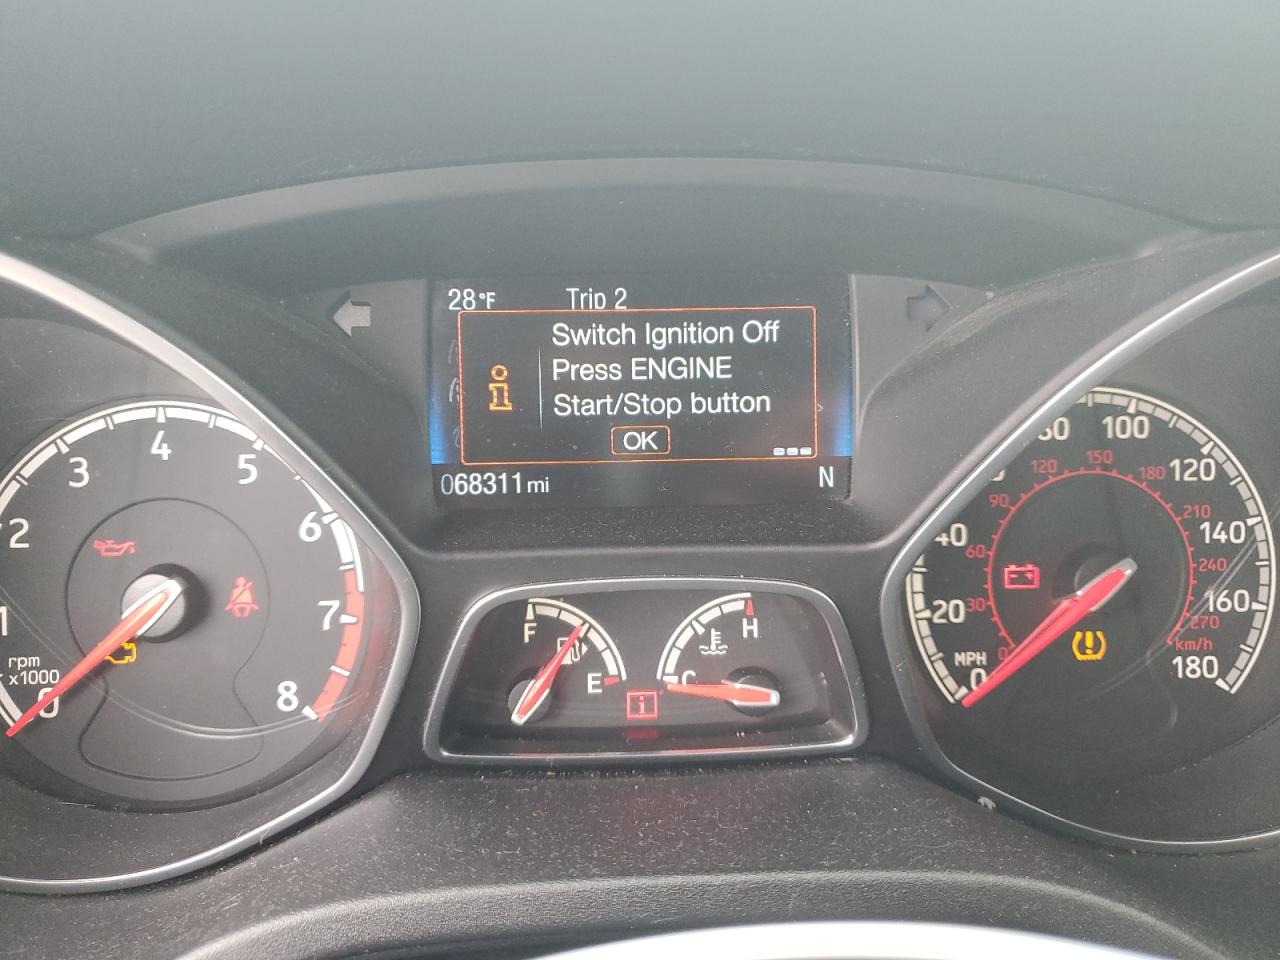 28°F Trip 2
Switch Ignition Off
Press ENGINE
Start/Stop button
OK
068311 mi N
0 1 2 3 4 5 6 7 8
rpm
x1000
F E
C H
0 20 40 100 120 140 160 180
MPH
0 30 60 90 120 150 180 210 240 270
km/h